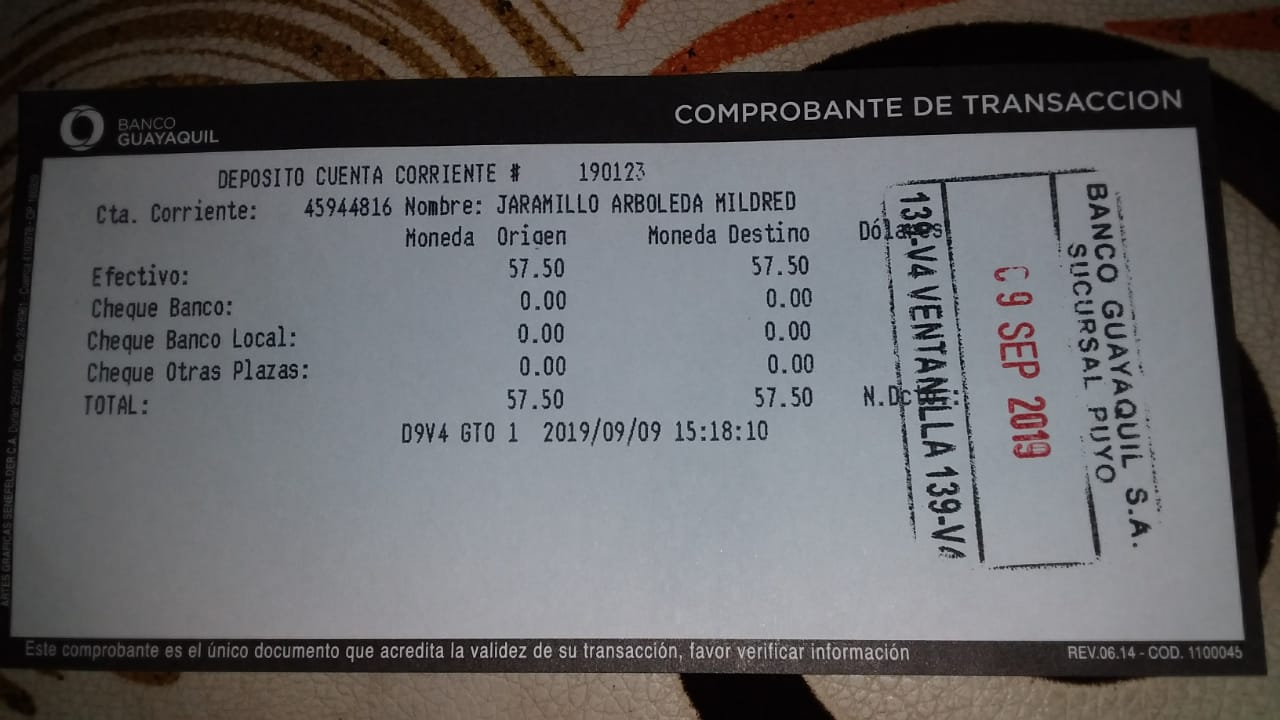 BANCO
GUAYAQUIL
COMPROBANTE DE TRANSACCION
DEPOSITO CUENTA CORRIENTE # 190123
Cta. Corriente: 45944816 Nombre: JARAMILLO ARBOLEDA MILDRED
Moneda Origen Moneda Destino Dólares
Efectivo: 57.50 57.50
Cheque Banco: 0.00 0.00
Cheque Banco Local: 0.00 0.00
Cheque Otras Plazas: 0.00 0.00
TOTAL: 57.50 57.50
D9V4 GTO 1 2019/09/09 15:18:10
139-V4 VENTANILLA 139-V4
09 SEP 2019
BANCO GUAYAQUIL S.A.
SUCURSAL PUYO
Este comprobante es el único documento que acredita la validez de su transacción, favor verificar información
REV.06.14 - COD. 1100045
ARTES GRAFICAS SENEFELDER C.A.